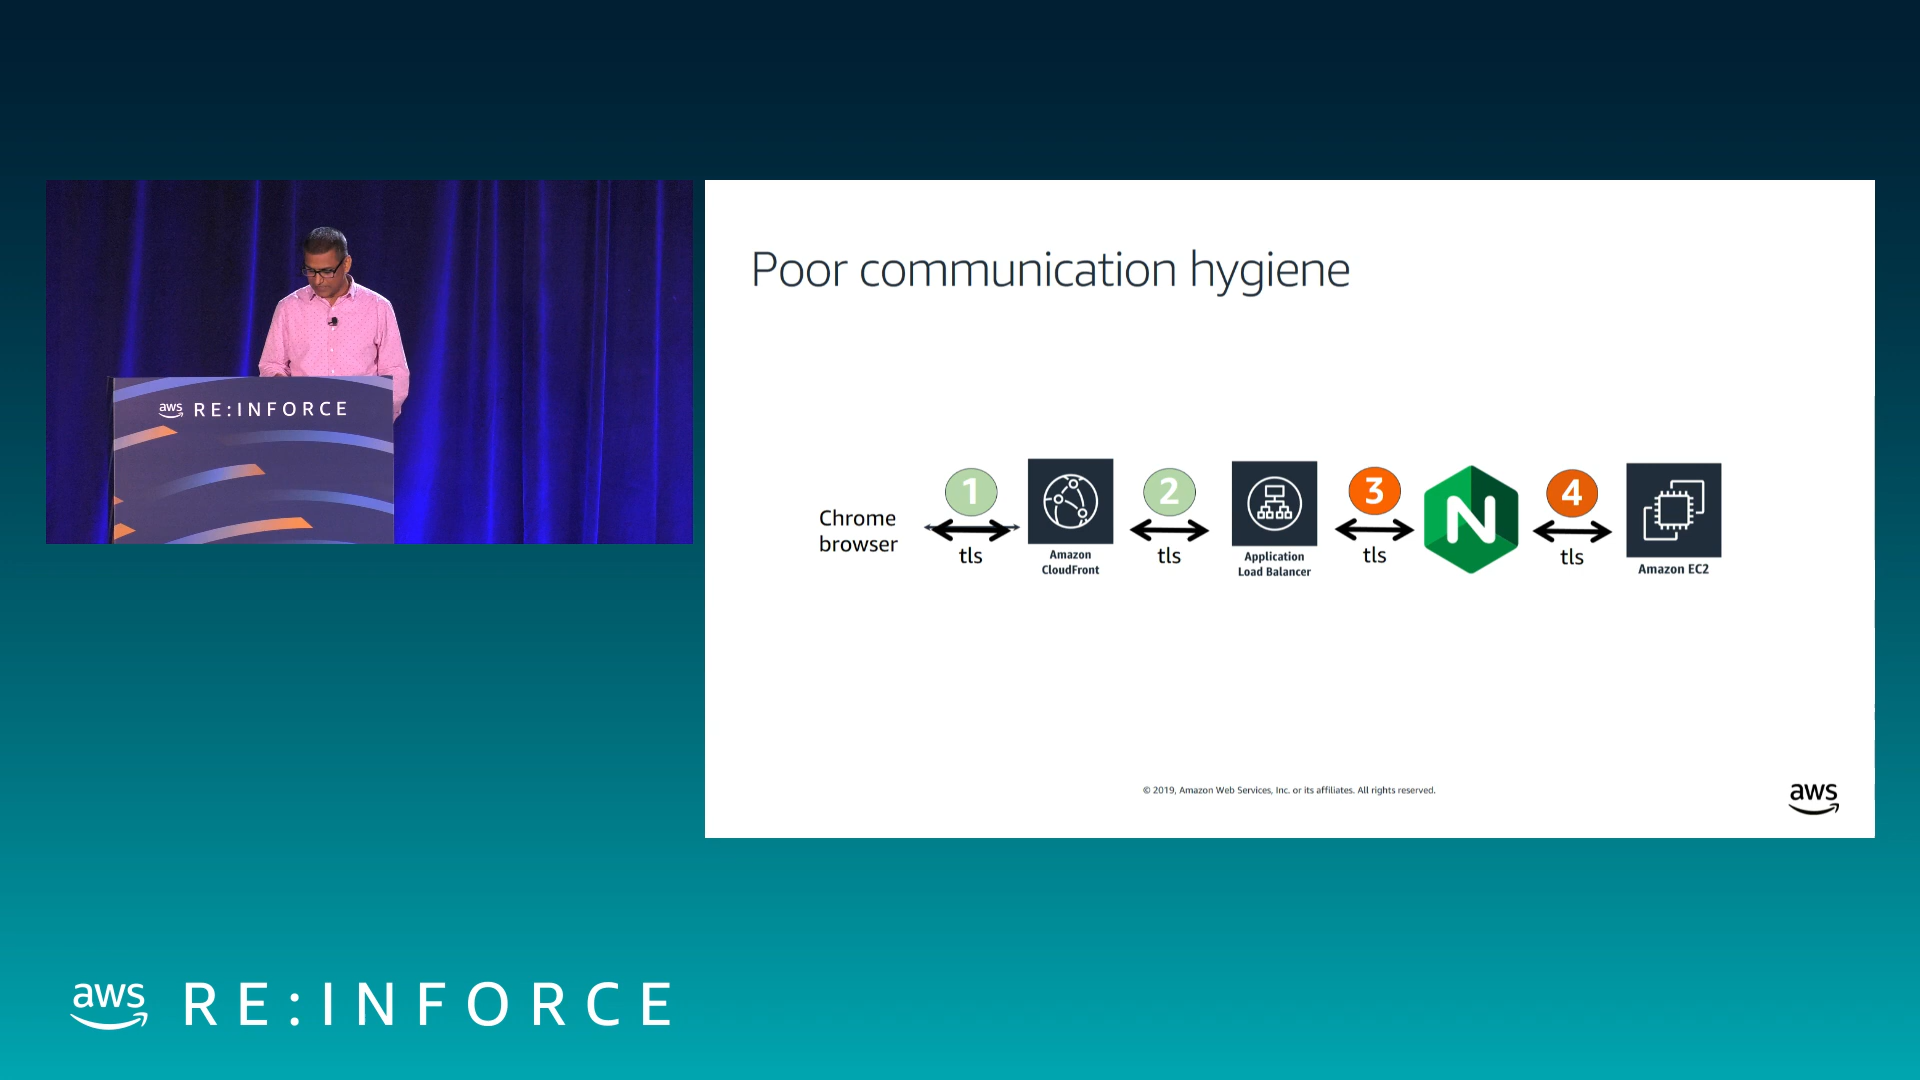 aws RE:INFORCE
Poor communication hygiene
Chrome
browser
1
tls
Amazon
CloudFront
2
tls
Application
Load Balancer
3
tls
N
4
tls
Amazon EC2
© 2019, Amazon Web Services, Inc. or its affiliates. All rights reserved.
aws
aws RE:INFORCE